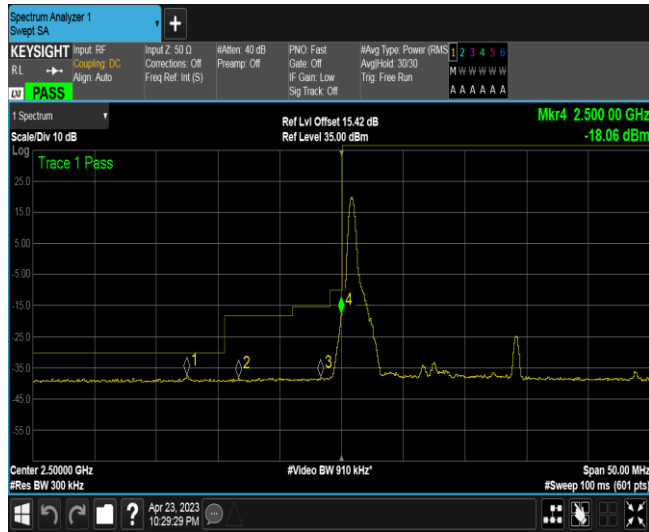 Spectrum Analyzer 1
Swept SA
KEYSIGHT
RL
Input: RF
Coupling: DC
Align: Auto
Input Z: 50 Ω
Corrections: Off
Freq Ref: Int (S)
#Atten: 40 dB
Preamp: Off
PNO: Fast
Gate: Off
IF Gain: Low
Sig Track: Off
#Avg Type: Power (RMS
Avg|Hold: 30/30
Trig: Free Run
1 2 3 4 5 6
M W W W W W
A A A A A A
LXI PASS
1 Spectrum
Scale/Div 10 dB
Ref Lvl Offset 15.42 dB
Ref Level 35.00 dBm
Mkr4 2.500 00 GHz
-18.06 dBm
Log
Trace 1 Pass
25.0
15.0
5.00
-5.00
-15.0
-25.0
-35.0
-45.0
-55.0
1
2
3
4
Center 2.50000 GHz
#Res BW 300 kHz
#Video BW 910 kHz*
Span 50.00 MHz
#Sweep 100 ms (601 pts)
?
Apr 23, 2023
10:29:29 PM